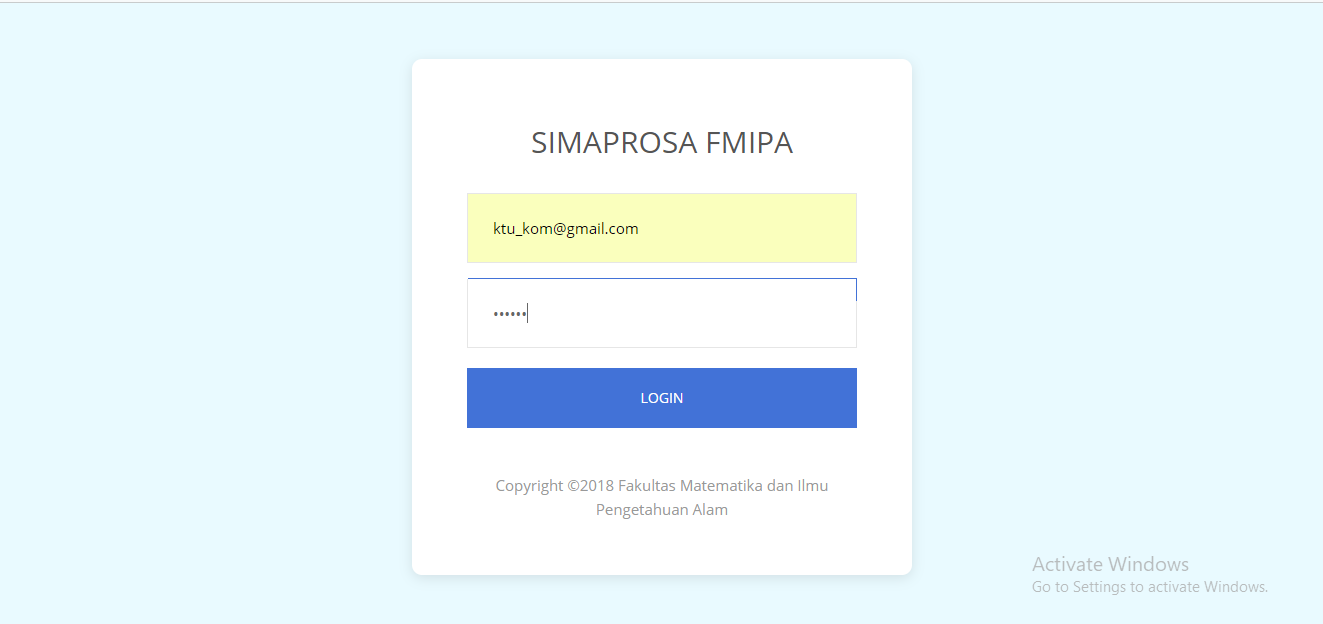 SIMAPROSA FMIPA
ktu_kom@gmail.com
••••••
LOGIN
Copyright ©2018 Fakultas Matematika dan Ilmu
Pengetahuan Alam
Activate Windows
Go to Settings to activate Windows.